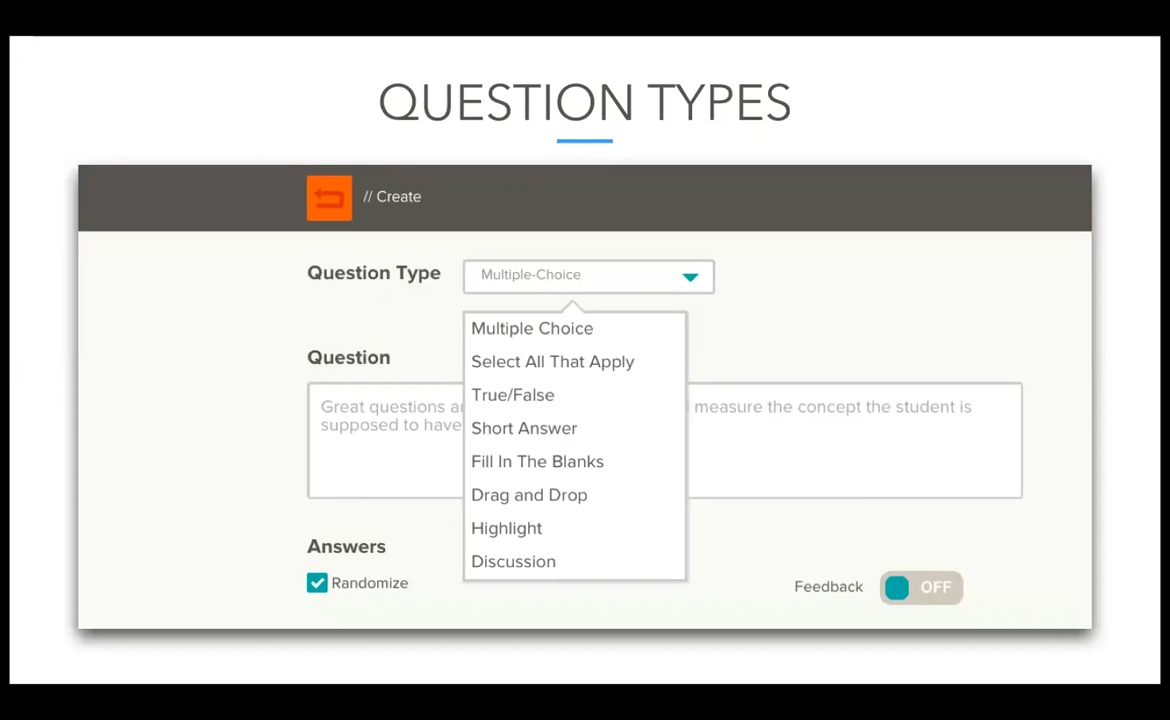 QUESTION TYPES
// Create
Question Type
Multiple-Choice
Multiple Choice
Select All That Apply
True/False
Short Answer
Fill In The Blanks
Drag and Drop
Highlight
Discussion
Question
Great questions measure the concept the student is
supposed to have
Answers
Randomize
Feedback
OFF